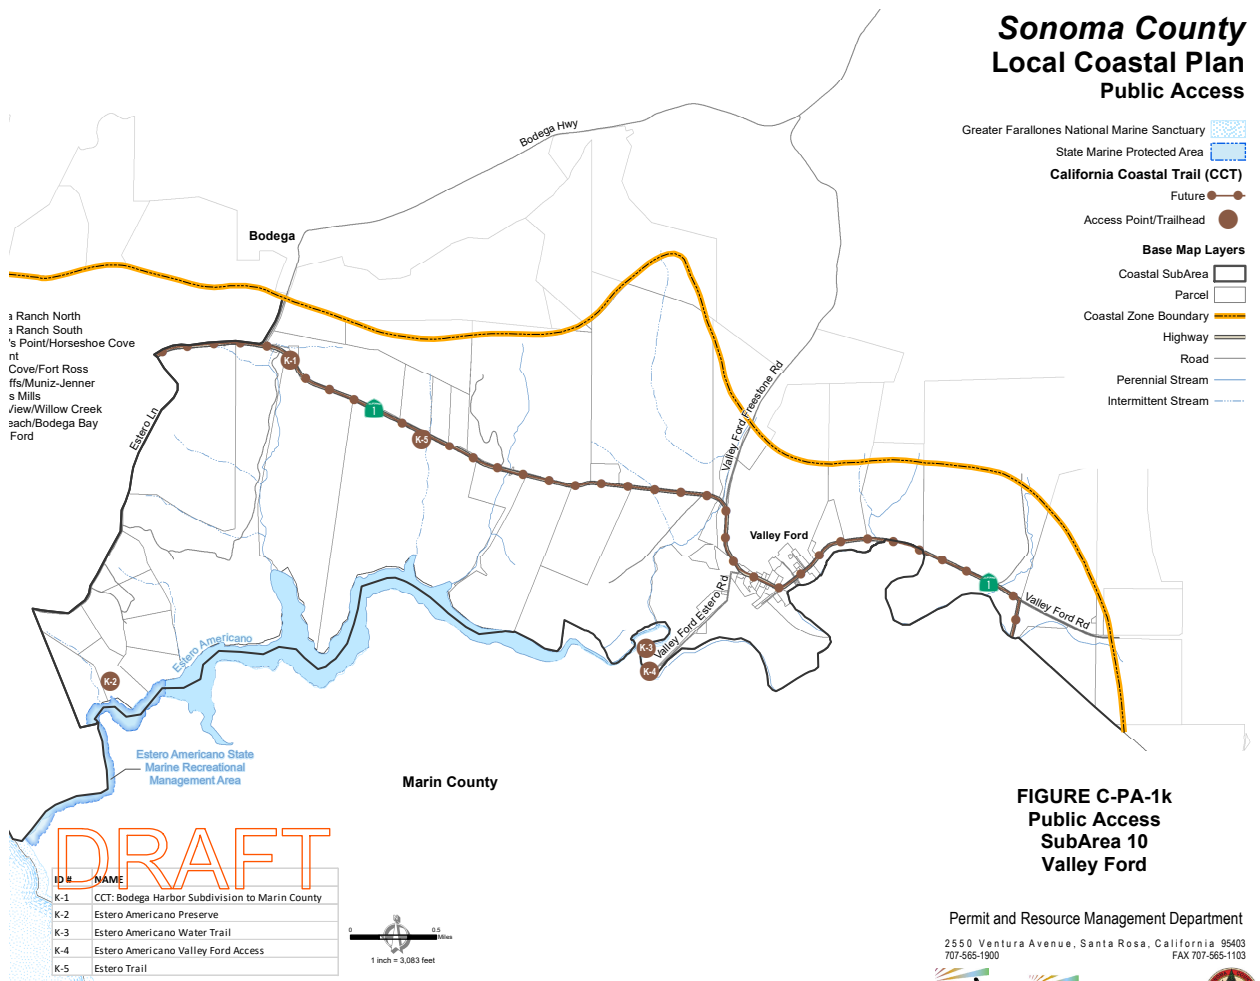 Sonoma County
Local Coastal Plan
Public Access
Greater Farallones National Marine Sanctuary
State Marine Protected Area
California Coastal Trail (CCT)
Future
Access Point/Trailhead
Base Map Layers
Coastal SubArea
Parcel
Coastal Zone Boundary
Highway
Road
Perennial Stream
Intermittent Stream
Bodega Hwy
Bodega
a Ranch North
a Ranch South
's Point/Horseshoe Cove
nt
Cove/Fort Ross
ffs/Muniz-Jenner
s Mills
View/Willow Creek
each/Bodega Bay
Ford
K-1
1
K-5
Estero Ln
Valley Ford Freestone Rd
Valley Ford
1
Valley Ford Rd
Valley Ford Estero Rd
K-3
K-4
Estero Americano
K-2
Estero Americano State
Marine Recreational
Management Area
Marin County
FIGURE C-PA-1k
Public Access
SubArea 10
Valley Ford
DRAFT
ID # NAME
K-1 CCT: Bodega Harbor Subdivision to Marin County
K-2 Estero Americano Preserve
K-3 Estero Americano Water Trail
K-4 Estero Americano Valley Ford Access
K-5 Estero Trail
0 0.5
Miles
1 inch = 3,083 feet
Permit and Resource Management Department
2550 Ventura Avenue, Santa Rosa, California 95403
707-565-1900 FAX 707-565-1103